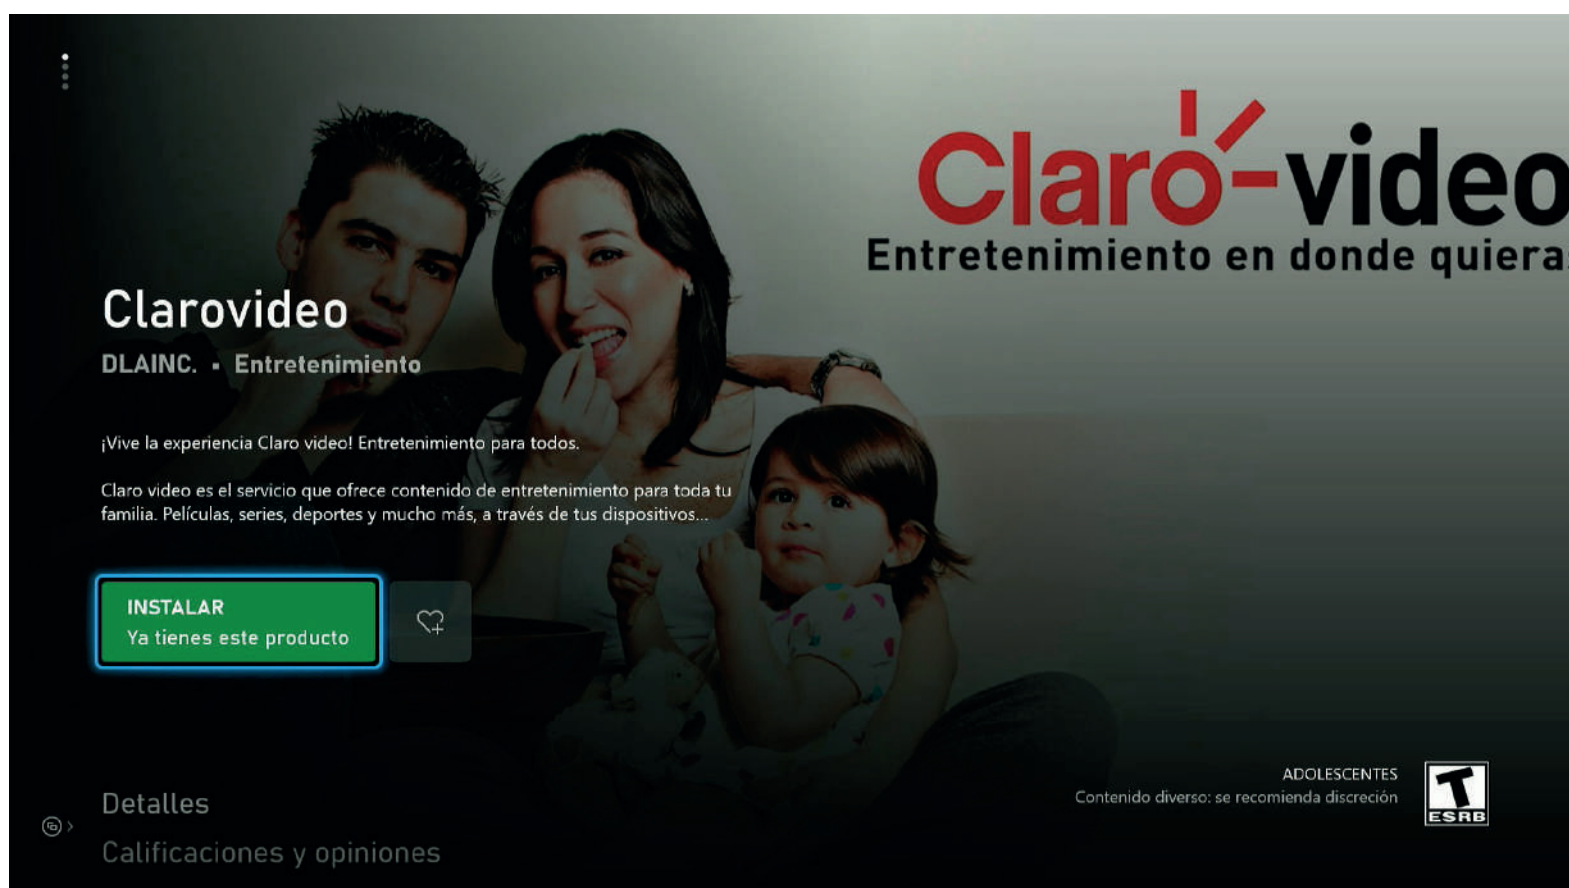 Claro-video
Entretenimiento en donde quieras
Clarovideo
DLAINC. ▪ Entretenimiento
¡Vive la experiencia Claro video! Entretenimiento para todos.
Claro video es el servicio que ofrece contenido de entretenimiento para toda tu
familia. Películas, series, deportes y mucho más, a través de tus dispositivos...
INSTALAR
Ya tienes este producto
ADOLESCENTES
Contenido diverso: se recomienda discreción
T
ESRB
Detalles
Calificaciones y opiniones